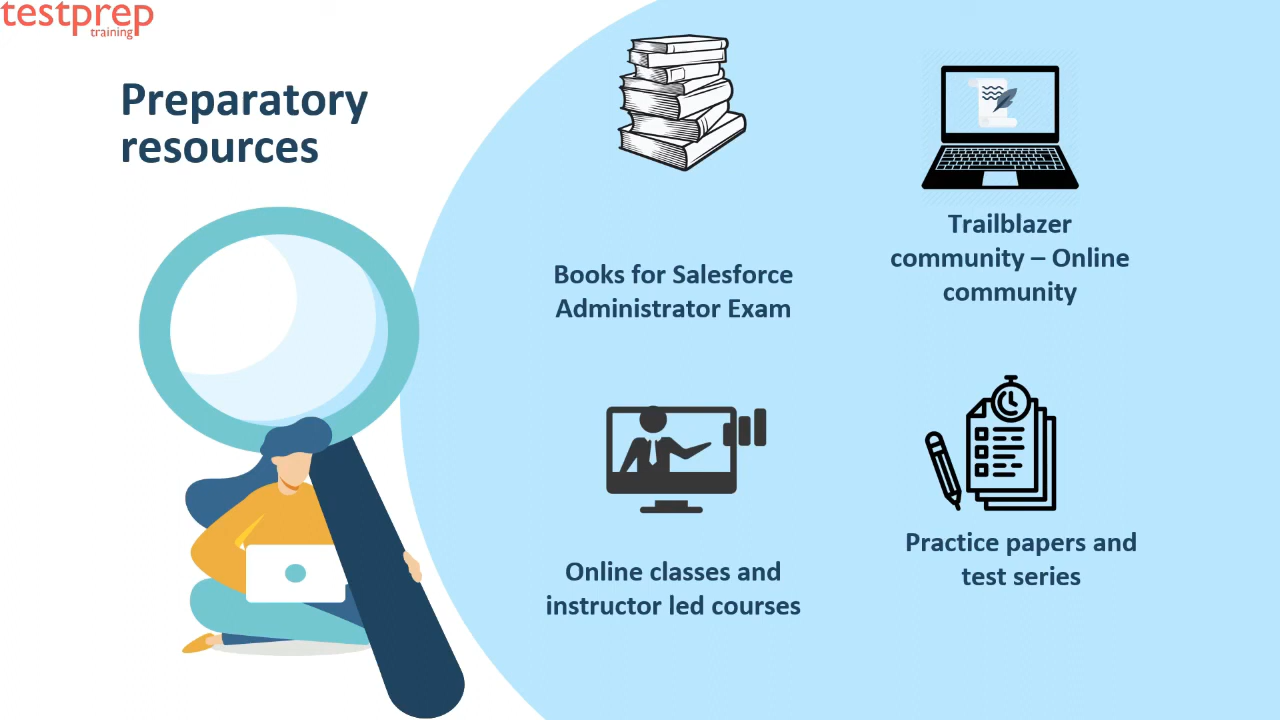 testprep
training
Preparatory
resources
Books for Salesforce
Administrator Exam
Trailblazer
community – Online
community
Online classes and
instructor led courses
Practice papers and
test series